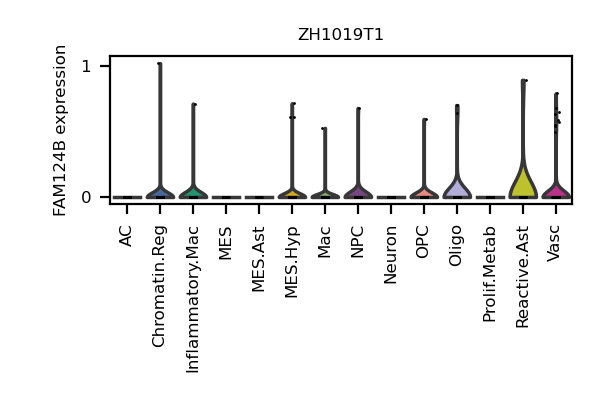 ZH1019T1
FAM124B expression
1
0
AC
Chromatin.Reg
Inflammatory.Mac
MES
MES.Ast
MES.Hyp
Mac
NPC
Neuron
OPC
Oligo
Prolif.Metab
Reactive.Ast
Vasc